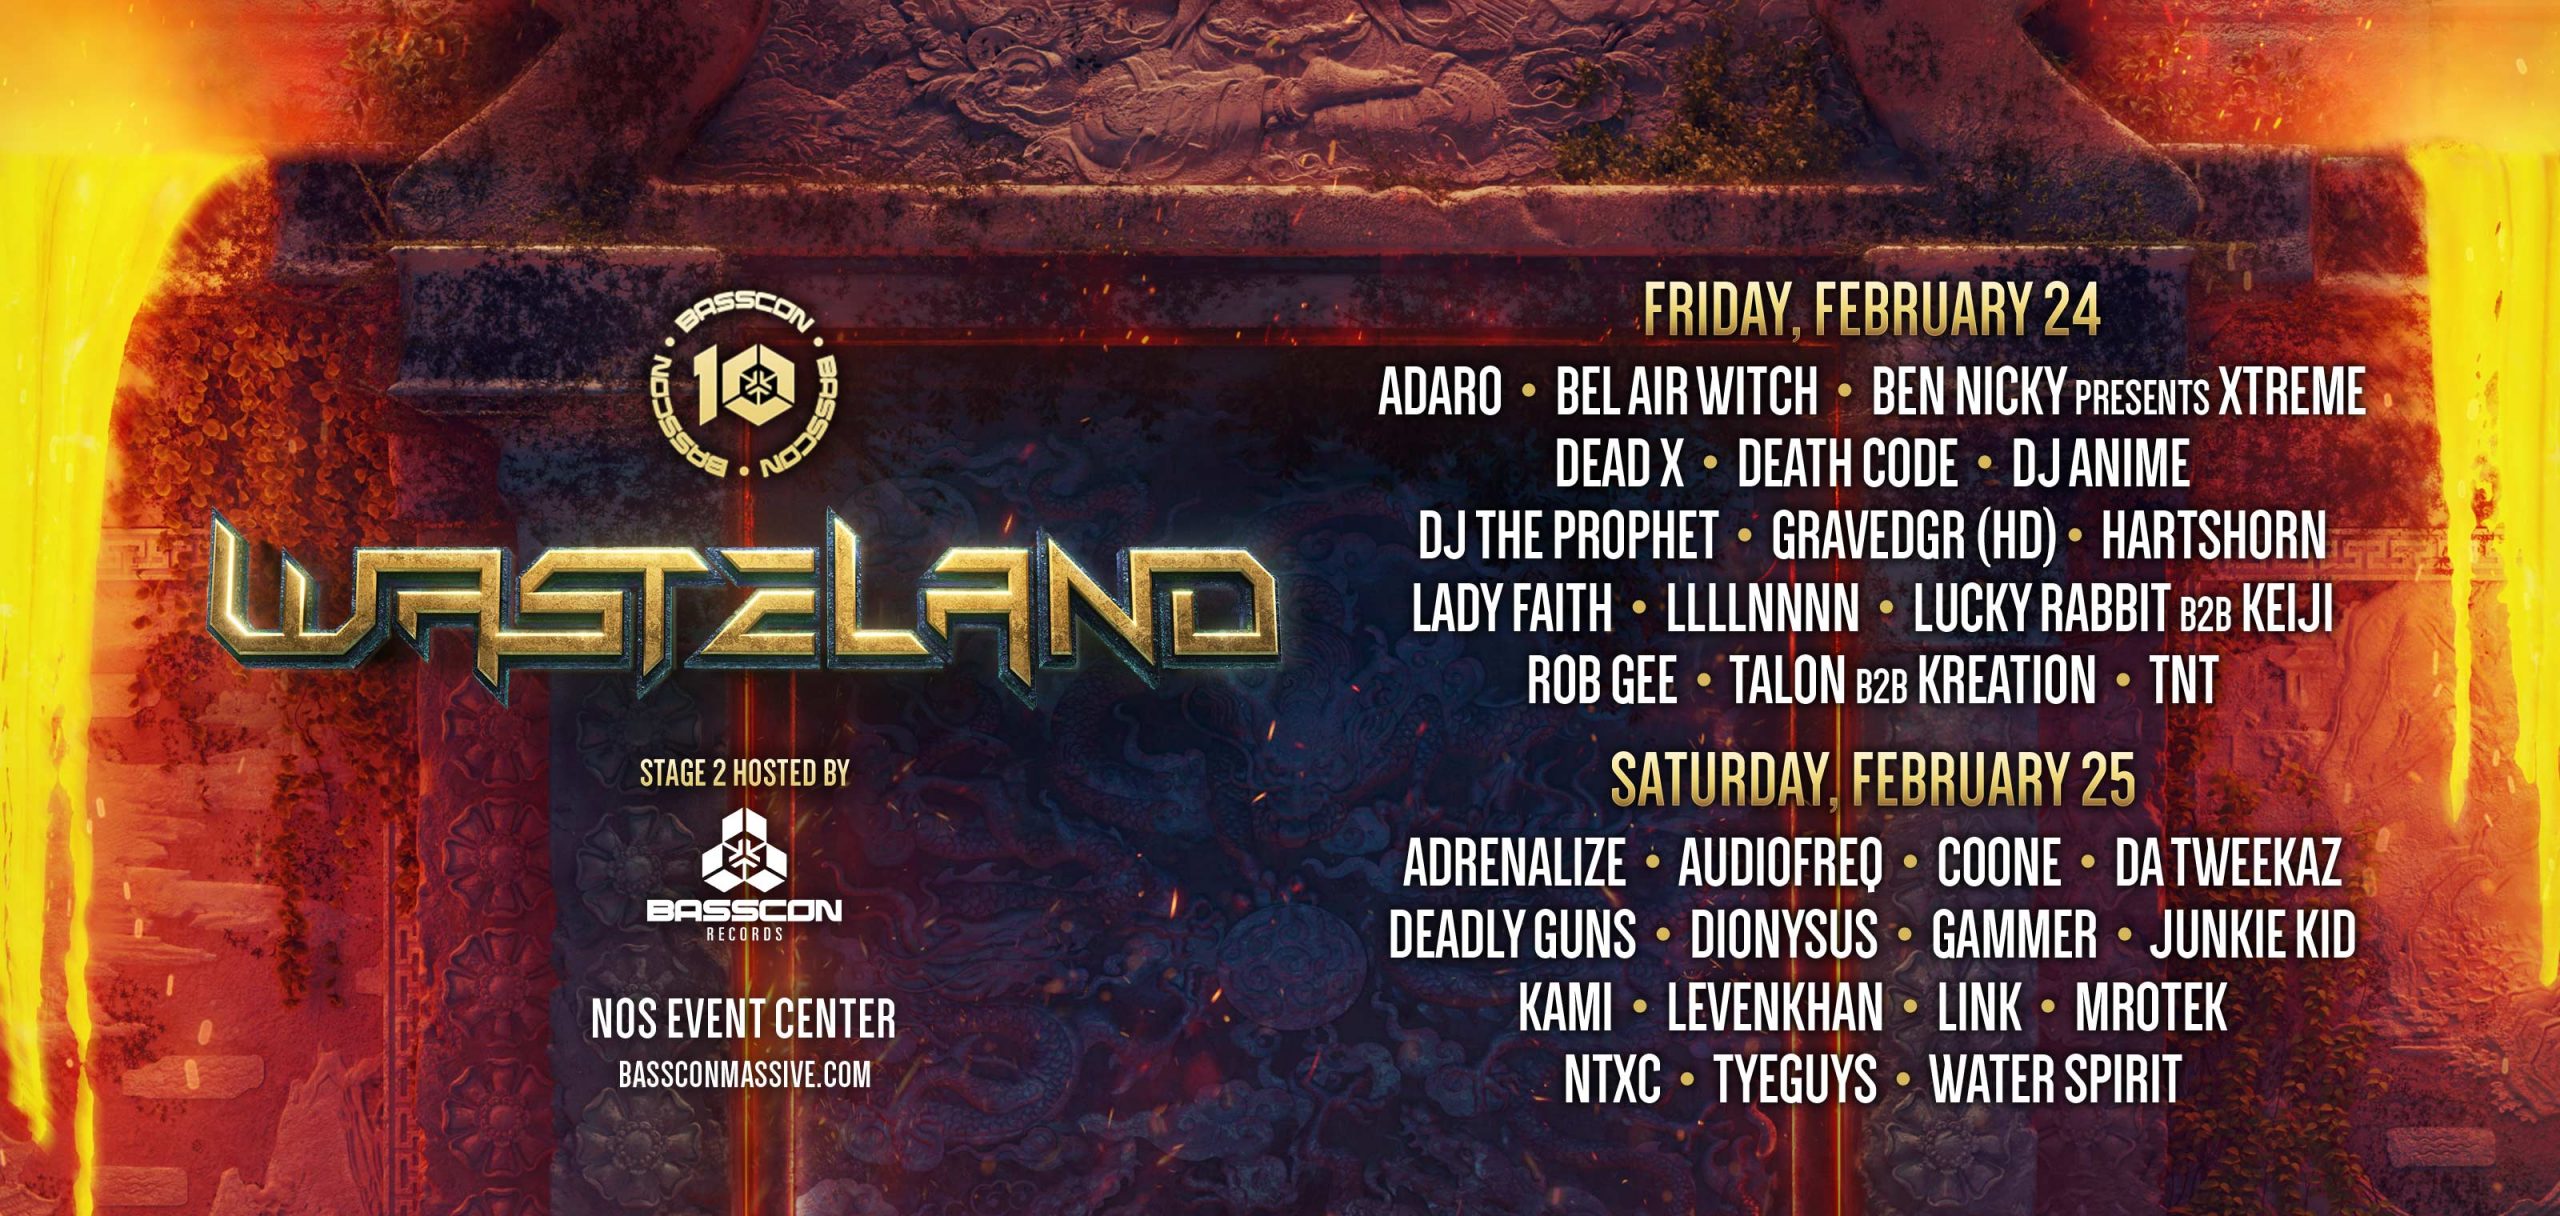 BASSCON • BASSCON • BASSCON • BASSCON •
10
WASTELAND
STAGE 2 HOSTED BY
BASSCON
RECORDS
NOS EVENT CENTER
BASSCONMASSIVE.COM
FRIDAY, FEBRUARY 24
ADARO • BEL AIR WITCH • BEN NICKY PRESENTS XTREME
DEAD X • DEATH CODE • DJ ANIME
DJ THE PROPHET • GRAVEDGR (HD) • HARTSHORN
LADY FAITH • LLLLNNNN • LUCKY RABBIT B2B KEIJI
ROB GEE • TALON B2B KREATION • TNT
SATURDAY, FEBRUARY 25
ADRENALIZE • AUDIOFREQ • COONE • DA TWEEKAZ
DEADLY GUNS • DIONYSUS • GAMMER • JUNKIE KID
KAMI • LEVENKHAN • LINK • MROTEK
NTXC • TYEGUYS • WATER SPIRIT